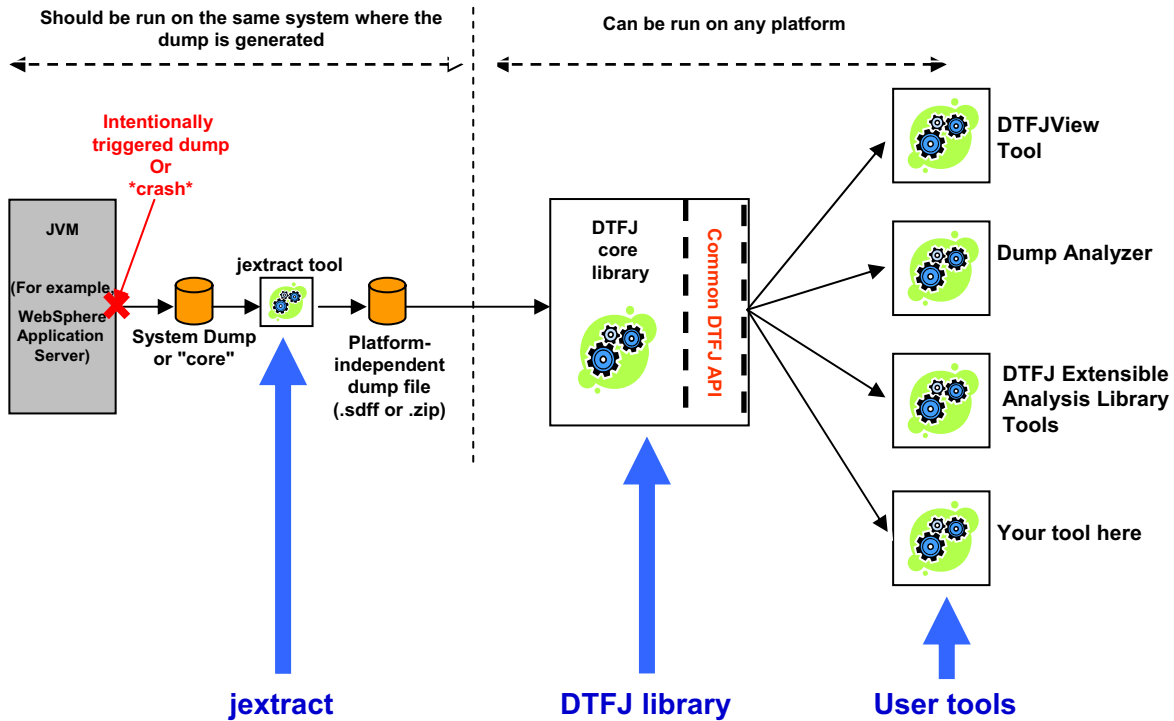 Should be run on the same system where the
dump is generated
Can be run on any platform
Intentionally
triggered dump
Or
*crash*
JVM
(For example,
WebSphere
Application
Server)
System Dump
or "core"
jextract tool
Platform-
independent
dump file
(.sdff or .zip)
DTFJ
core
library
Common DTFJ API
DTFJView
Tool
Dump Analyzer
DTFJ Extensible
Analysis Library
Tools
Your tool here
jextract
DTFJ library
User tools